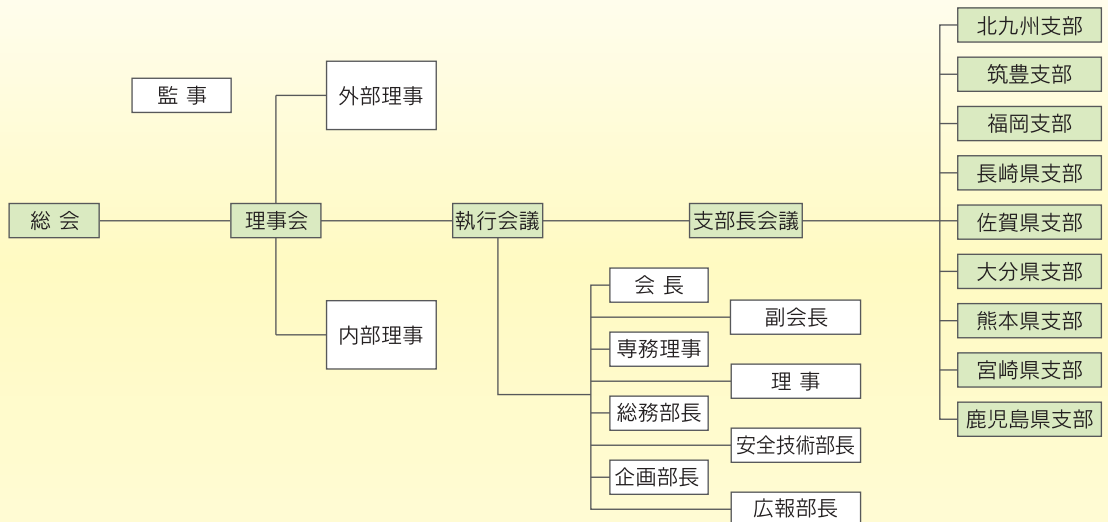 監 事
外部理事
総 会
理事会
執行会議
支部長会議
内部理事
会 長
副会長
専務理事
理 事
総務部長
安全技術部長
企画部長
広報部長
北九州支部
筑豊支部
福岡支部
長崎県支部
佐賀県支部
大分県支部
熊本県支部
宮崎県支部
鹿児島県支部